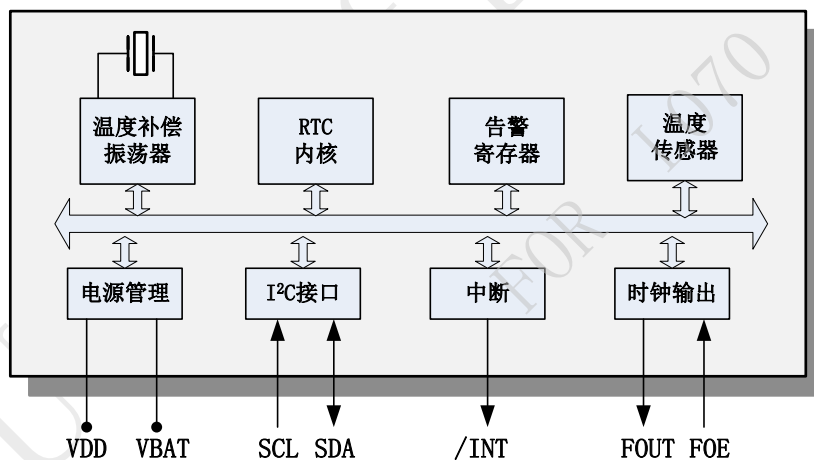 温度补偿
振荡器
RTC
内核
告警
寄存器
温度
传感器
电源管理
I²C接口
中断
时钟输出
VDD VBAT SCL SDA /INT FOUT FOE
FOR 1070